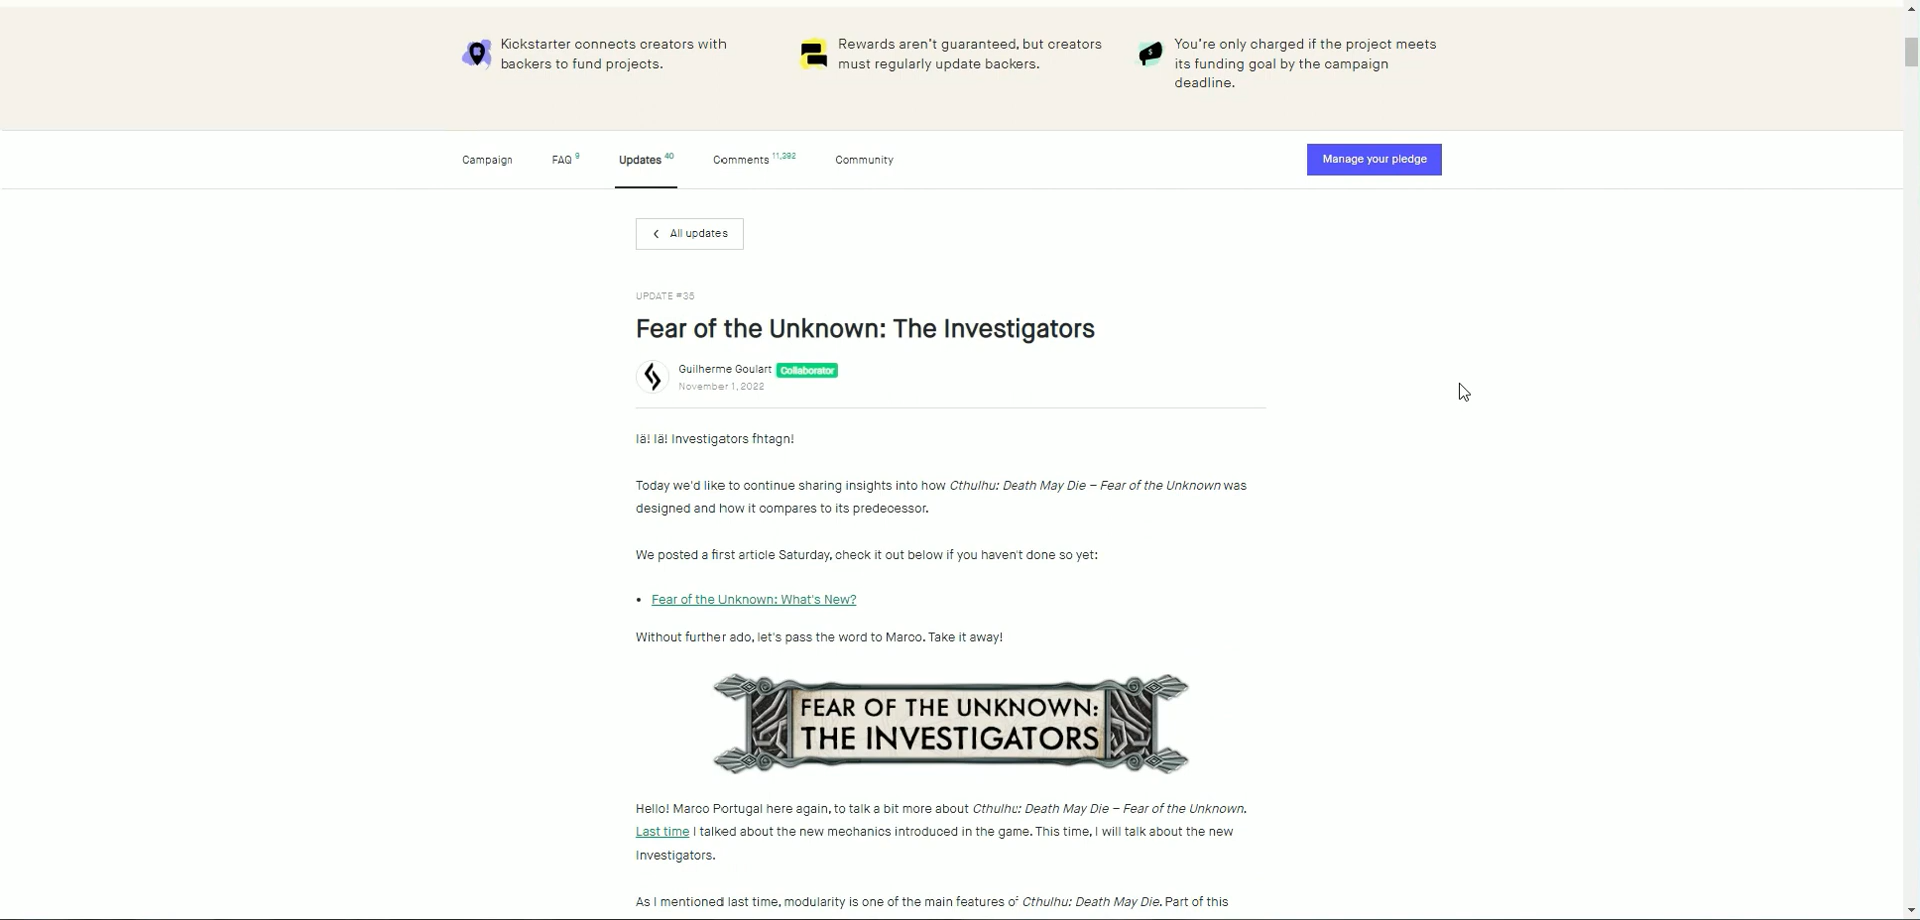 Kickstarter connects creators with
backers to fund projects.
Rewards aren't guaranteed, but creators
must regularly update backers.
You're only charged if the project meets
its funding goal by the campaign
deadline.
Campaign
FAQ 9
Updates 40
Comments 11,392
Community
Manage your pledge
All updates
UPDATE #35
Fear of the Unknown: The Investigators
Guilherme Goulart Collaborator
November 1, 2022
Iä! Iä! Investigators fhtagn!
Today we'd like to continue sharing insights into how Cthulhu: Death May Die – Fear of the Unknown was
designed and how it compares to its predecessor.
We posted a first article Saturday, check it out below if you haven't done so yet:
• Fear of the Unknown: What's New?
Without further ado, let's pass the word to Marco. Take it away!
FEAR OF THE UNKNOWN:
THE INVESTIGATORS
Hello! Marco Portugal here again, to talk a bit more about Cthulhu: Death May Die – Fear of the Unknown.
Last time I talked about the new mechanics introduced in the game. This time, I will talk about the new
Investigators.
As I mentioned last time, modularity is one of the main features of Cthulhu: Death May Die. Part of this